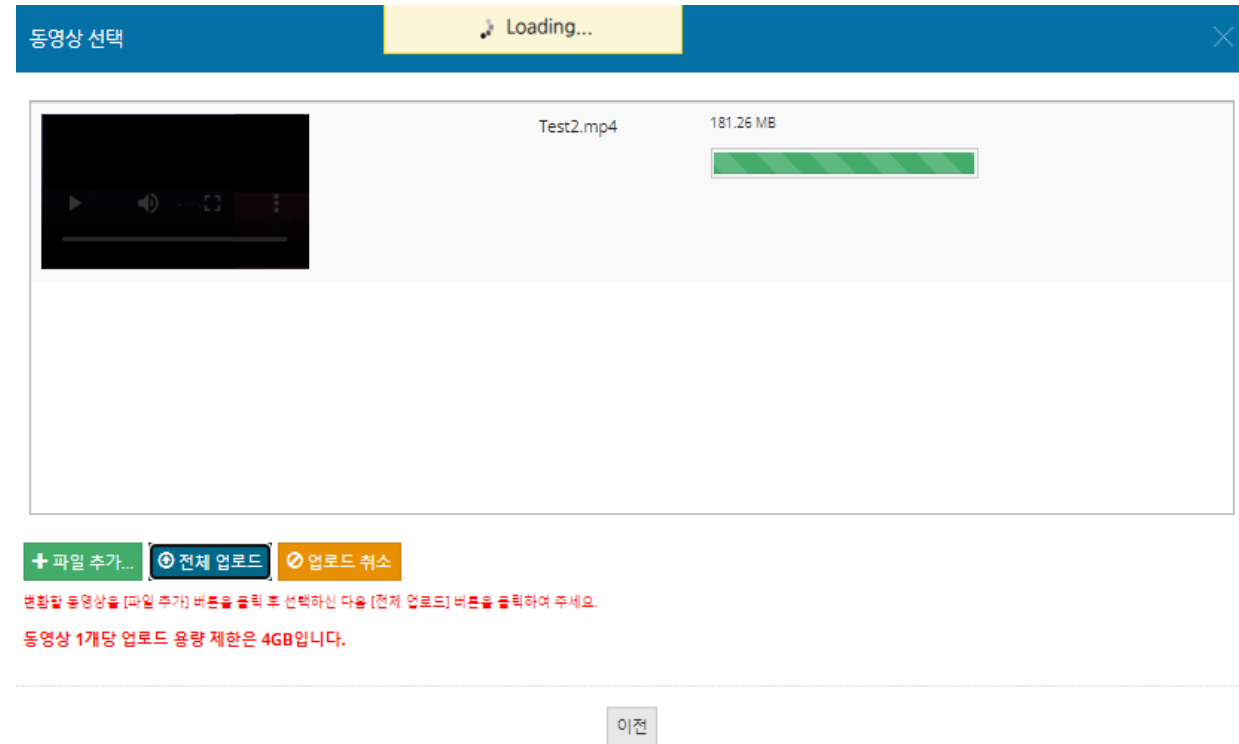 동영상 선택
Loading...
Test2.mp4
181.26 MB
파일 추가...
전체 업로드
업로드 취소
변환할 동영상을 [파일 추가] 버튼을 클릭 후 선택하신 다음 [전체 업로드] 버튼을 클릭하여 주세요.
동영상 1개당 업로드 용량 제한은 4GB입니다.
이전